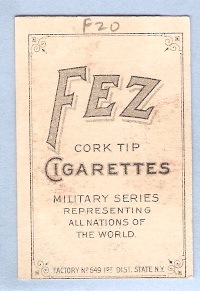 F20
FEZ
CORK TIP
CIGARETTES
MILITARY SERIES
REPRESENTING
ALL NATIONS OF
THE WORLD.
FACTORY Nº 649 1ST DIST. STATE N.Y.